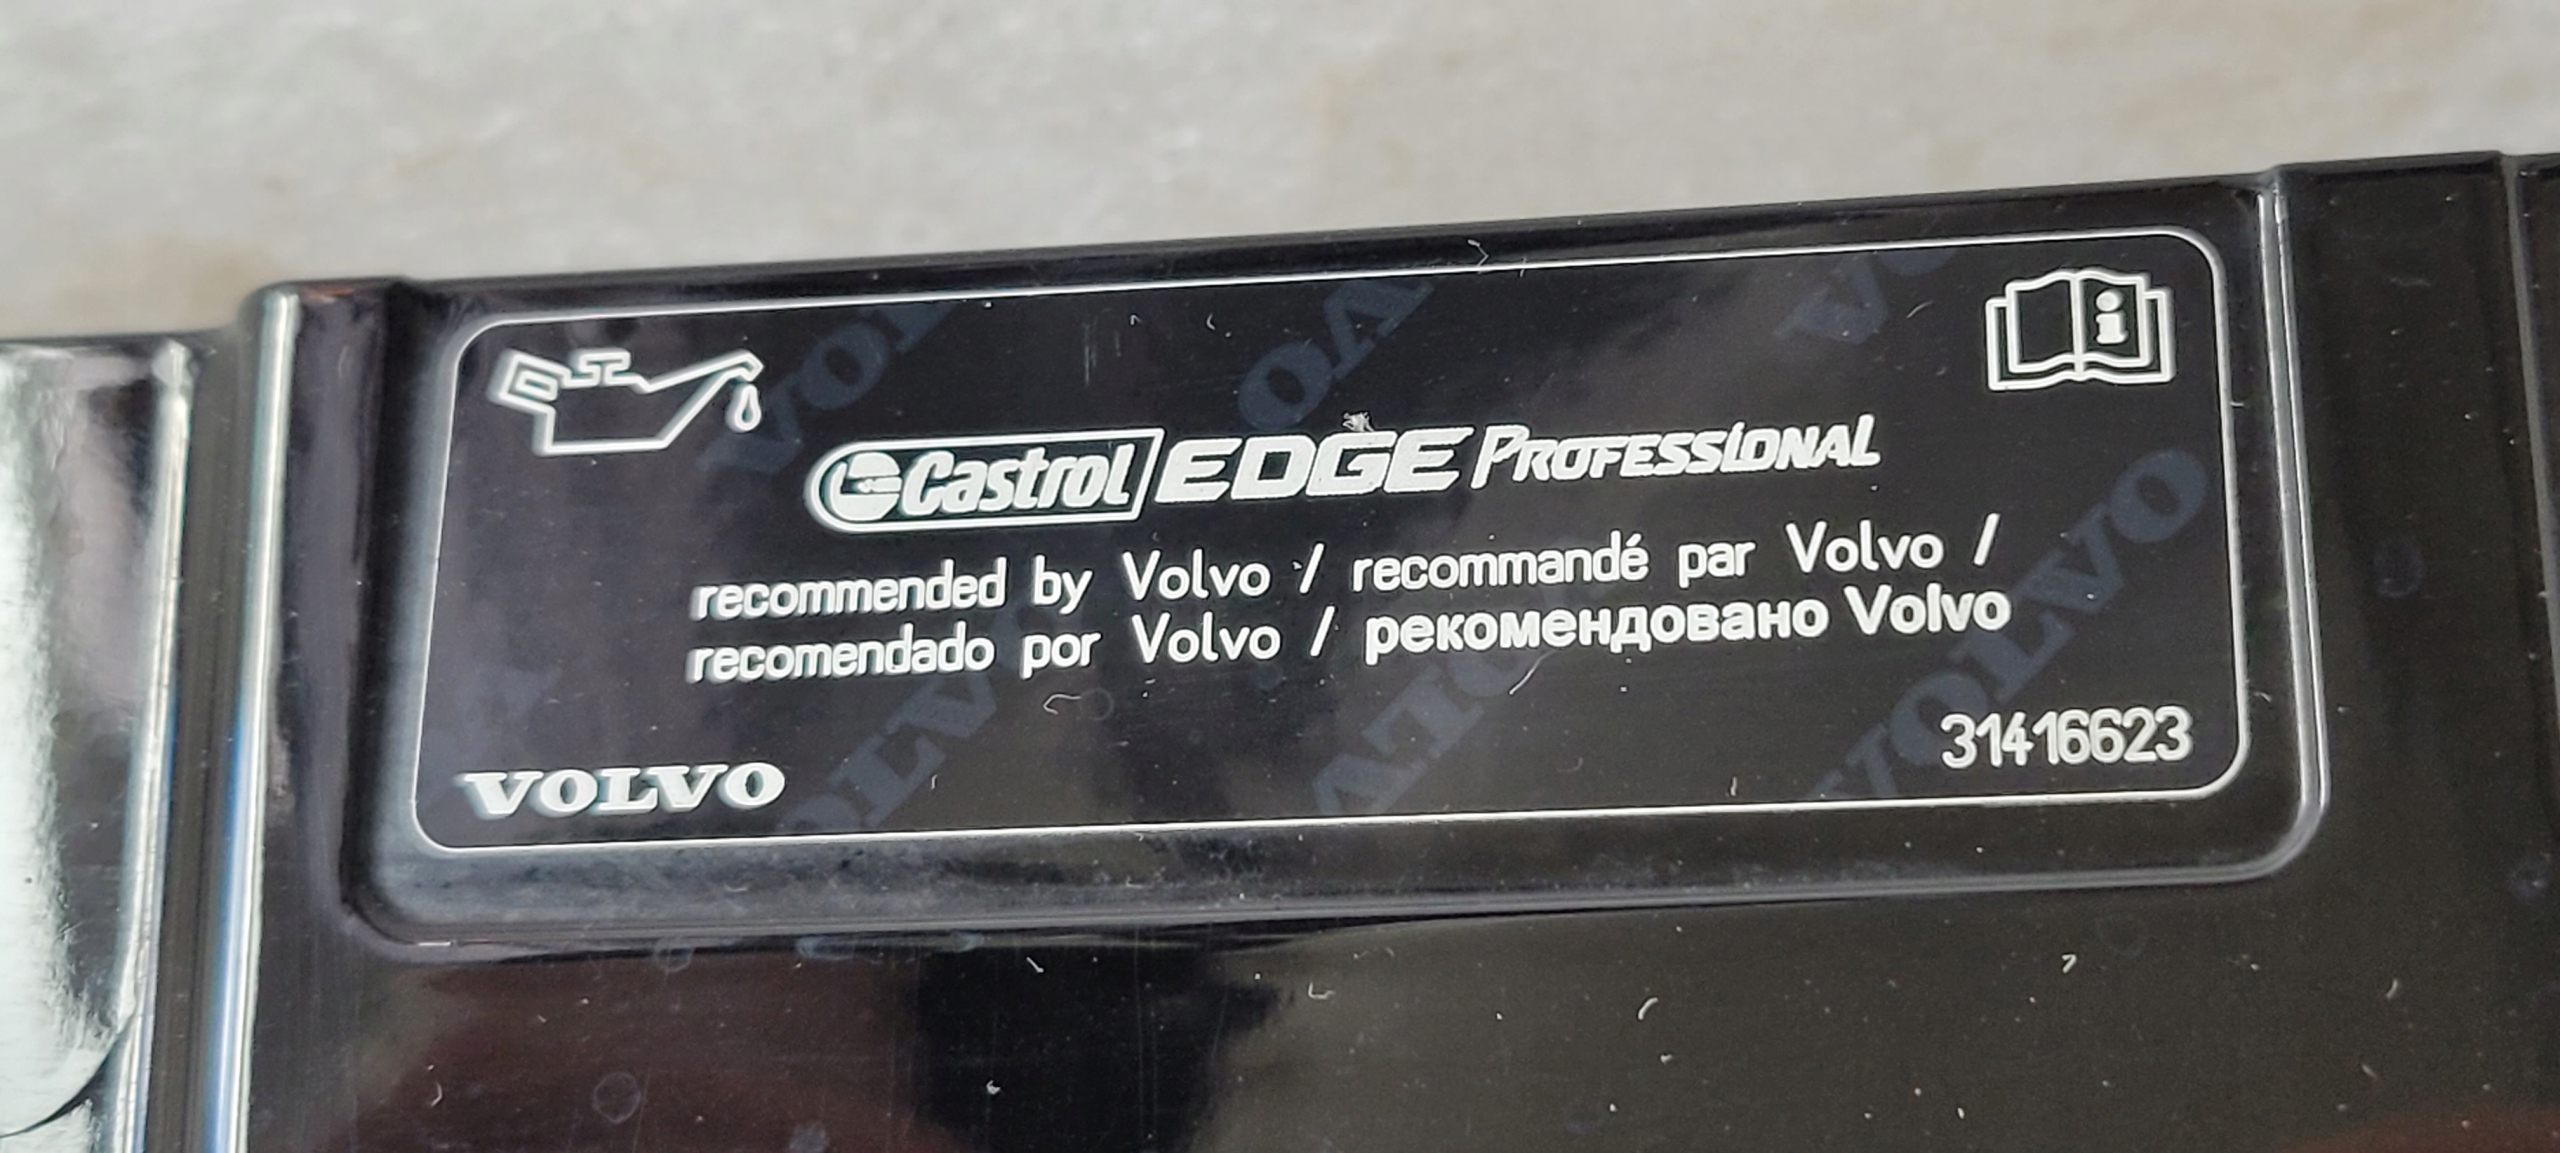 Castrol EDGE PROFESSIONAL
recommended by Volvo / recommandé par Volvo /
recomendado por Volvo / рекомендовано Volvo
31416623
VOLVO